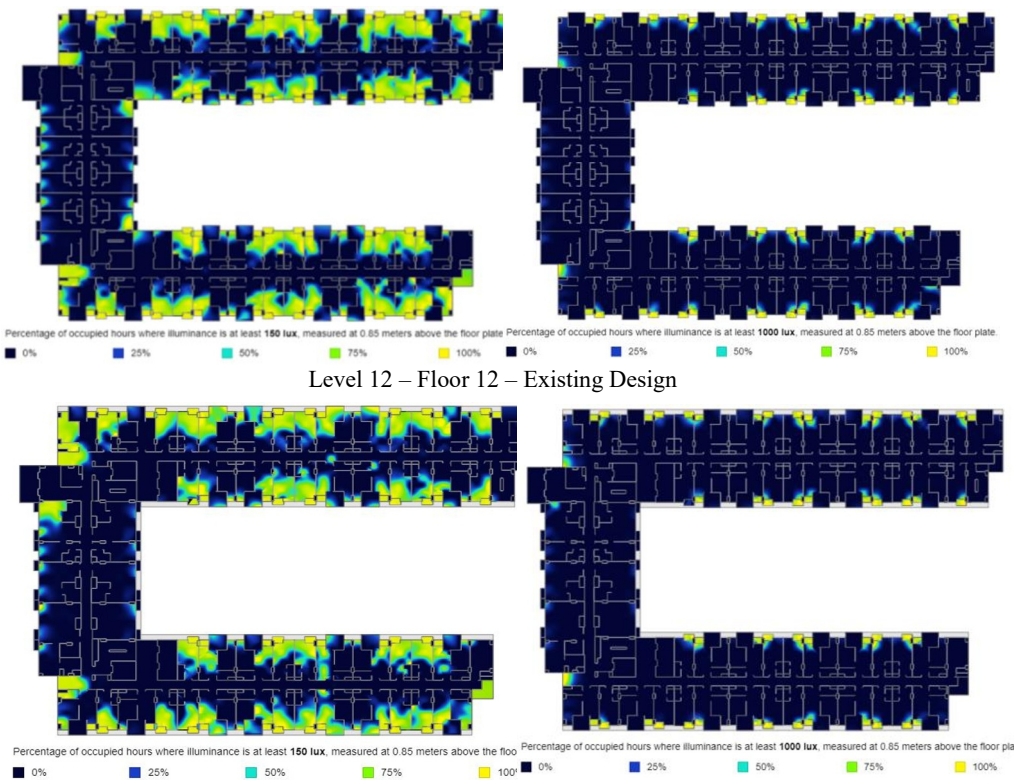 Percentage of occupied hours where illuminance is at least 150 lux, measured at 0.85 meters above the floor plate
0% 25% 50% 75% 100%
Percentage of occupied hours where illuminance is at least 1000 lux, measured at 0.85 meters above the floor plate.
0% 25% 50% 75% 100%
Level 12 – Floor 12 – Existing Design
Percentage of occupied hours where illuminance is at least 150 lux, measured at 0.85 meters above the floo
0% 25% 50% 75% 100%
Percentage of occupied hours where illuminance is at least 1000 lux, measured at 0.85 meters above the floor pla
0% 25% 50% 75% 100%